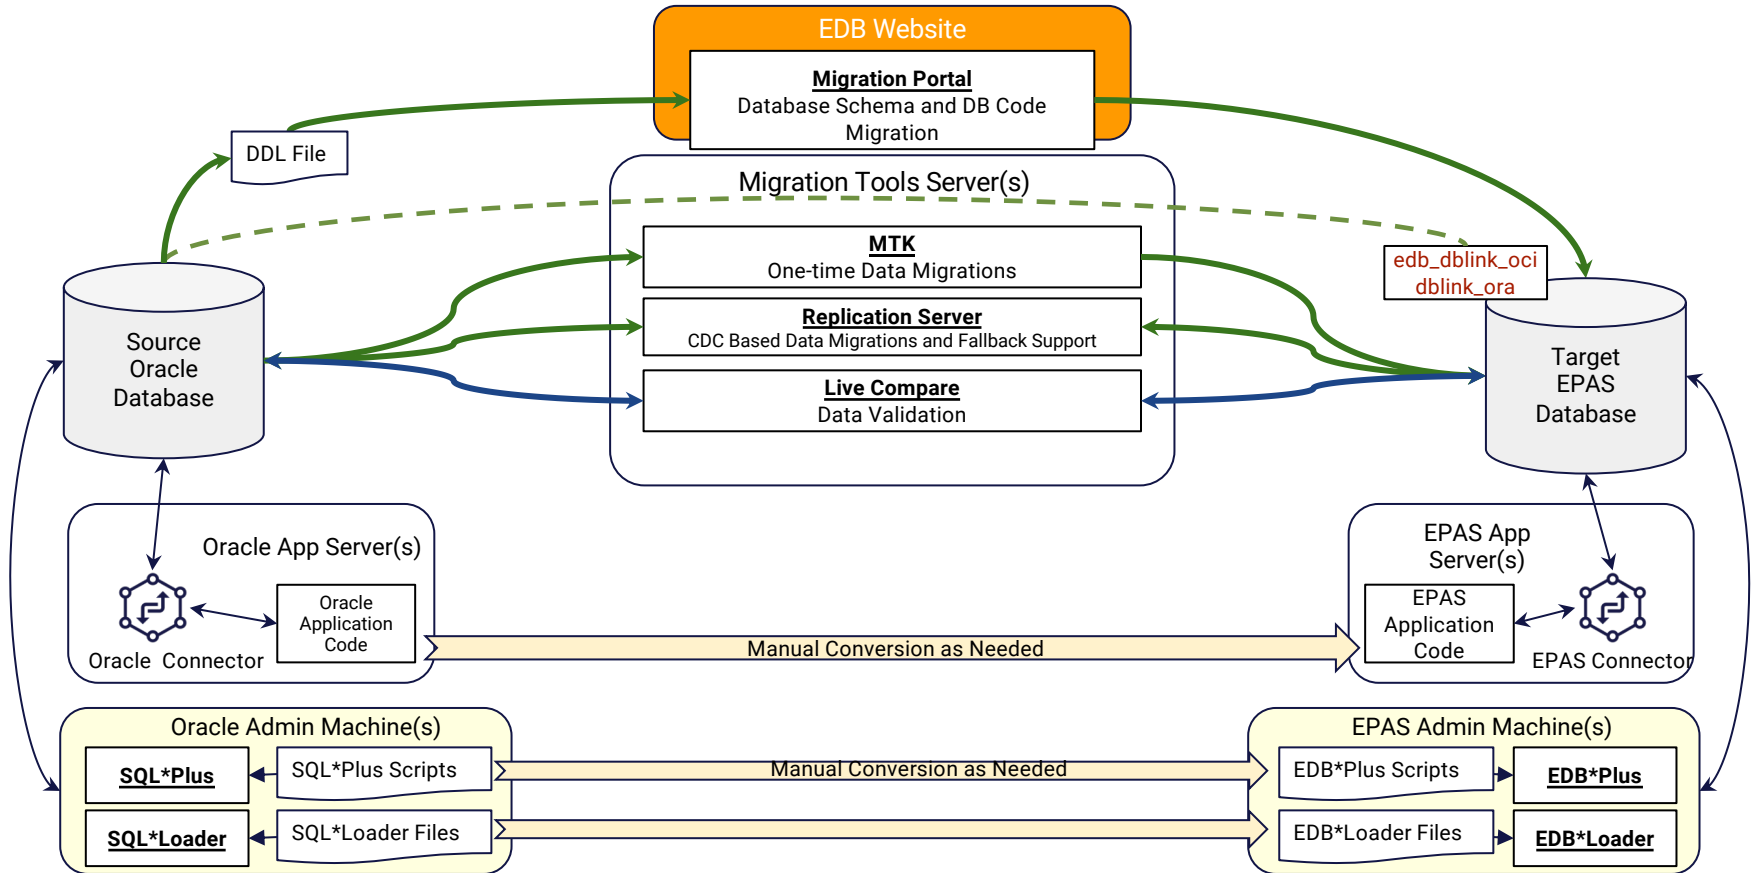 EDB Website
Migration Portal
Database Schema and DB Code
Migration
DDL File
Migration Tools Server(s)
MTK
One-time Data Migrations
edb_dblink_oci
dblink_ora
Replication Server
CDC Based Data Migrations and Fallback Support
Live Compare
Data Validation
Source
Oracle
Database
Target
EPAS
Database
Oracle App Server(s)
Oracle
Application
Code
Oracle Connector
Manual Conversion as Needed
EPAS App
Server(s)
EPAS
Application
Code
EPAS Connector
Oracle Admin Machine(s)
SQL*Plus
SQL*Plus Scripts
SQL*Loader
SQL*Loader Files
Manual Conversion as Needed
EPAS Admin Machine(s)
EDB*Plus Scripts
EDB*Plus
EDB*Loader Files
EDB*Loader